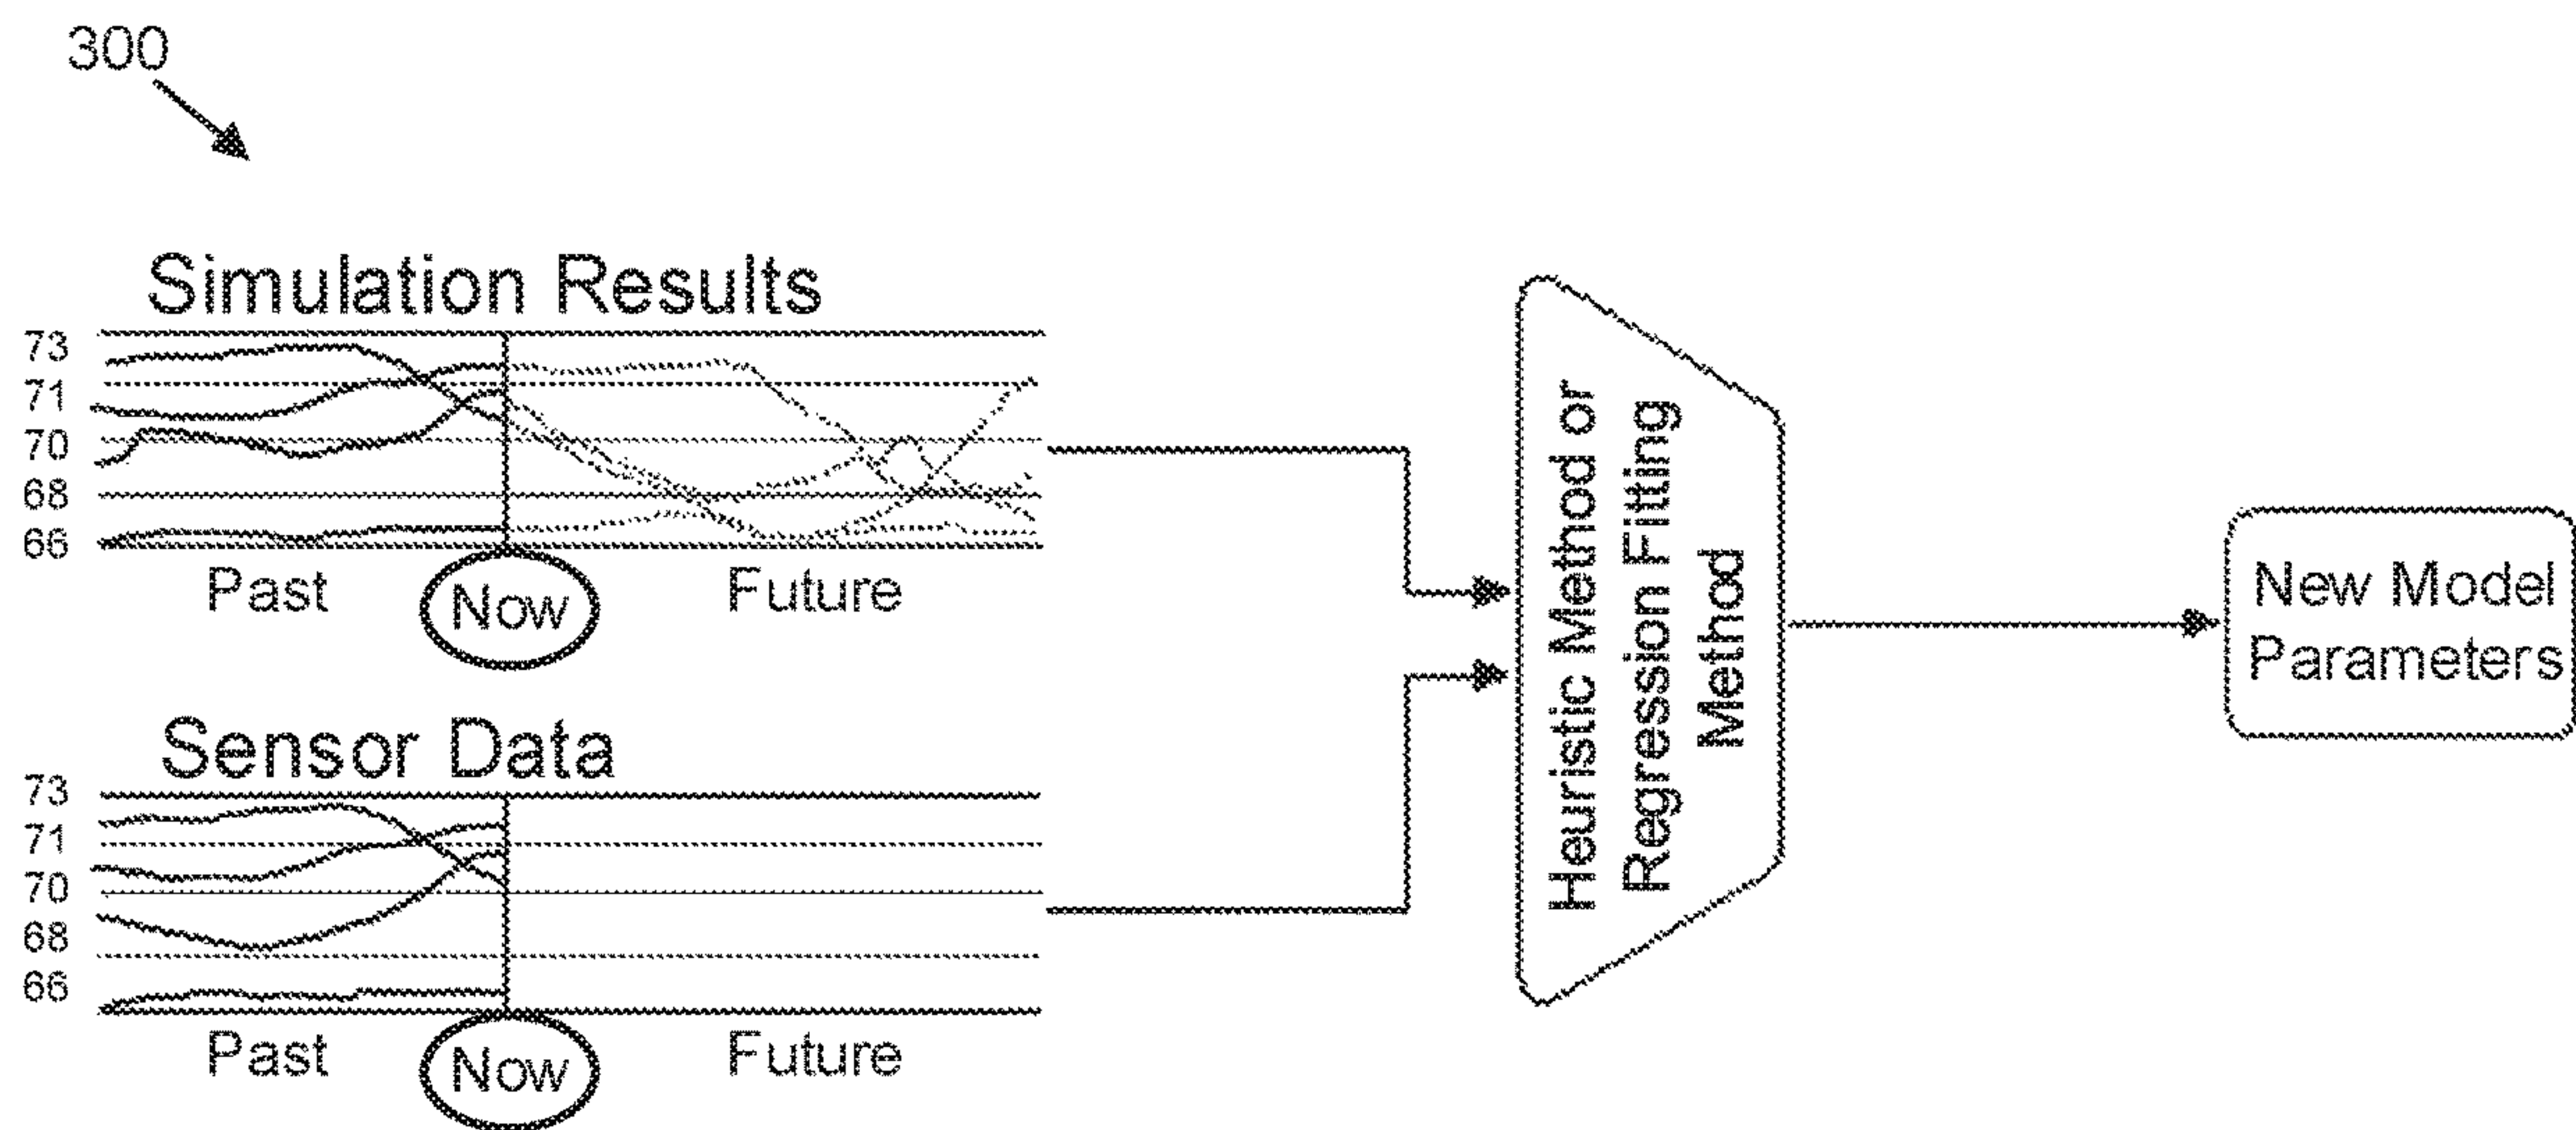 300
Simulation Results
73
71
70
68
66
Past
Now
Future
Sensor Data
73
71
70
68
66
Past
Now
Future
Heuristic Method or
Regression Fitting
Method
New Model
Parameters